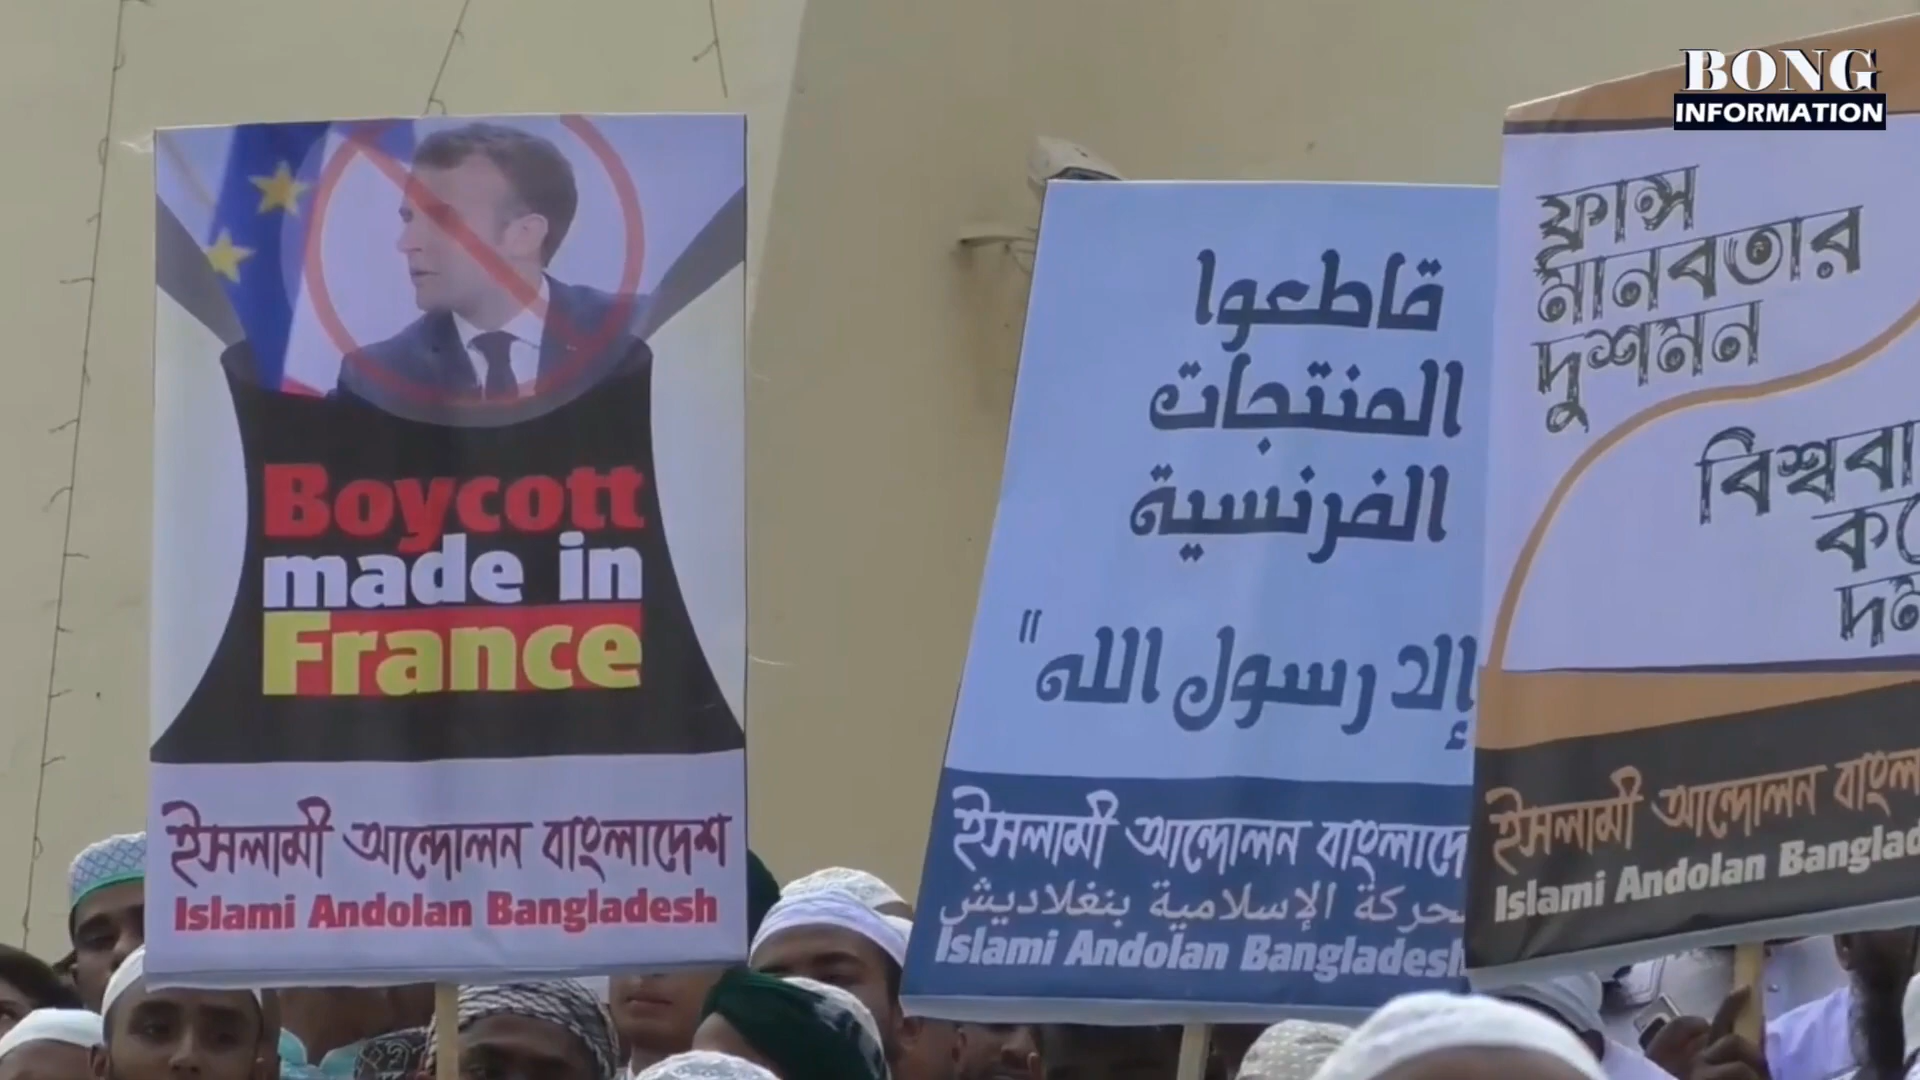 BONG
INFORMATION
Boycott
made in
France
ইসলামী আন্দোলন বাংলাদেশ
Islami Andolan Bangladesh
قاطعوا
المنتجات
الفرنسية
إلا رسول الله"
ইসলামী আন্দোলন
حركة الإسلامية بنغلاديش
Islami Andolan Bangladesh
ফ্রান্স
মানবতার
দুশমন
ইসলামী আন্দোলন
Islami Andolan